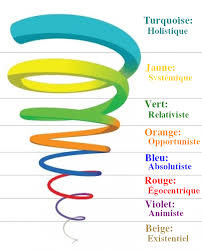 Turquoise:
Holistique
Jaune:
Systémique
Vert:
Relativiste
Orange:
Opportuniste
Bleu:
Absolutiste
Rouge:
Égocentrique
Violet:
Animiste
Beige:
Existentiel